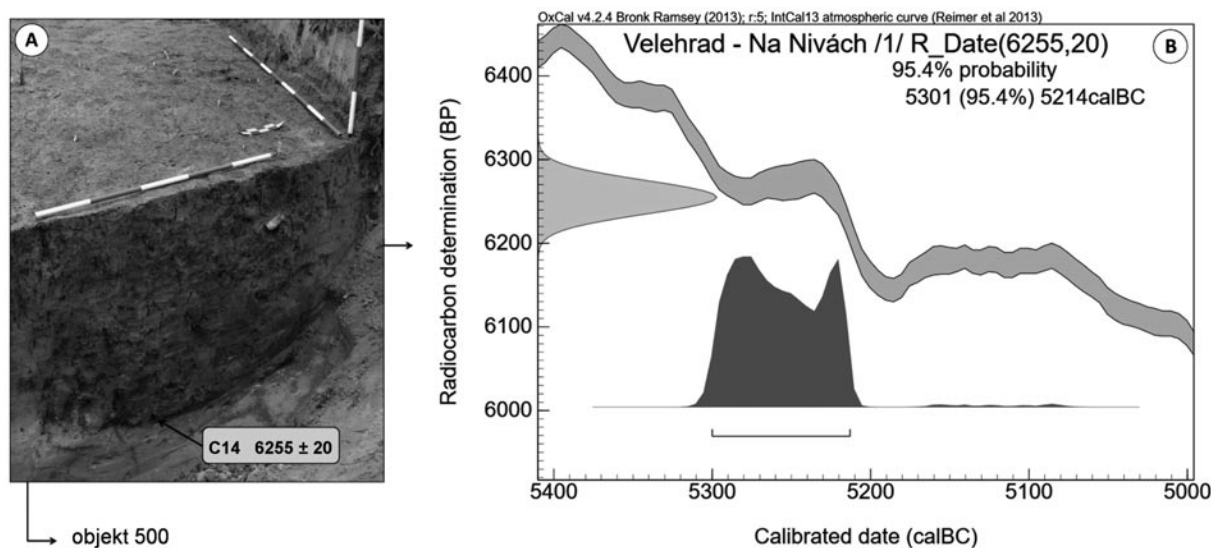 A
C14 6255 ± 20
objekt 500
OxCal v4.2.4 Bronk Ramsey (2013); r:5; IntCal13 atmospheric curve (Reimer et al 2013)
Velehrad - Na Nivách /1/ R_Date(6255,20)
B
95.4% probability
5301 (95.4%) 5214calBC
Radiocarbon determination (BP)
6400
6300
6200
6100
6000
5400 5300 5200 5100 5000
Calibrated date (calBC)